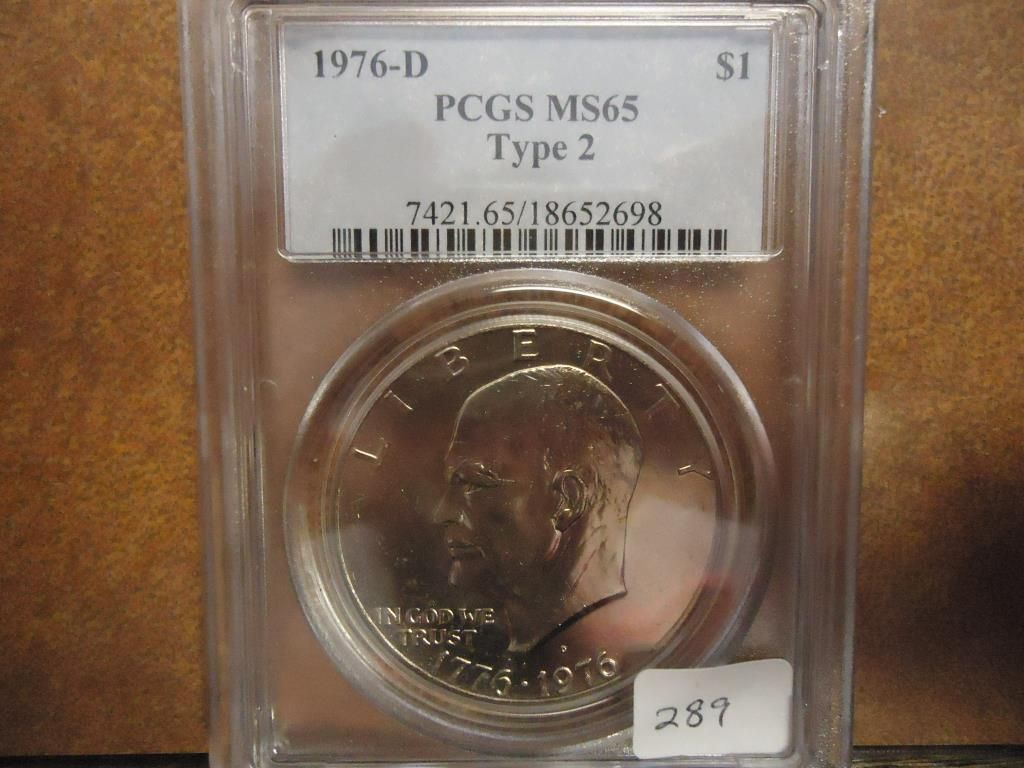 1976-D $1
PCGS MS65
Type 2
7421.65/18652698
LIBERTY
IN GOD WE
TRUST
D
1776·1976
289